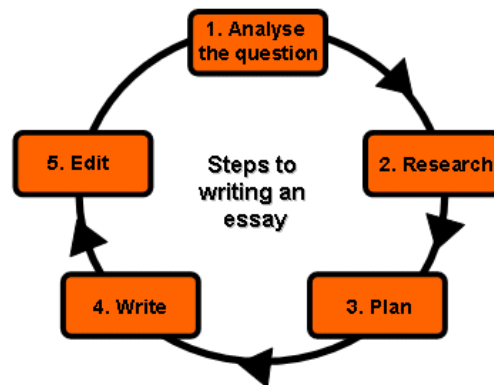 1. Analyse
the question
2. Research
3. Plan
4. Write
5. Edit
Steps to
writing an
essay